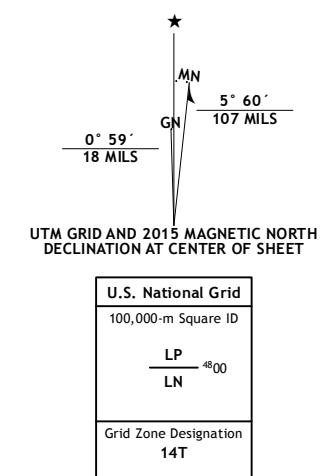 ★
MN
5° 60´
107 MILS
GN
0° 59´
18 MILS
UTM GRID AND 2015 MAGNETIC NORTH
DECLINATION AT CENTER OF SHEET
U.S. National Grid
100,000-m Square ID
LP
4800
LN
Grid Zone Designation
14T